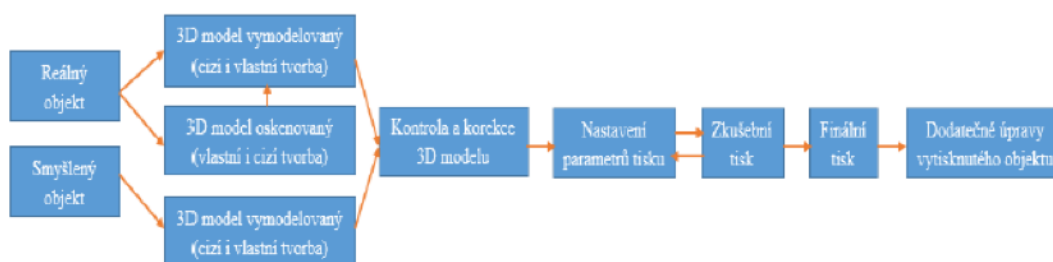 Reálný
objekt
Smyšlený
objekt
3D model vymodelovaný
(cizí i vlastní tvorba)
3D model oskenovaný
(vlastní i cizí tvorba)
3D model vymodelovaný
(cizí i vlastní tvorba)
Kontrola a korekce
3D modelu
Nastavení
parametrů tisku
Zkušební
tisk
Finální
tisk
Dodatečné úpravy
vytisknutého objektu